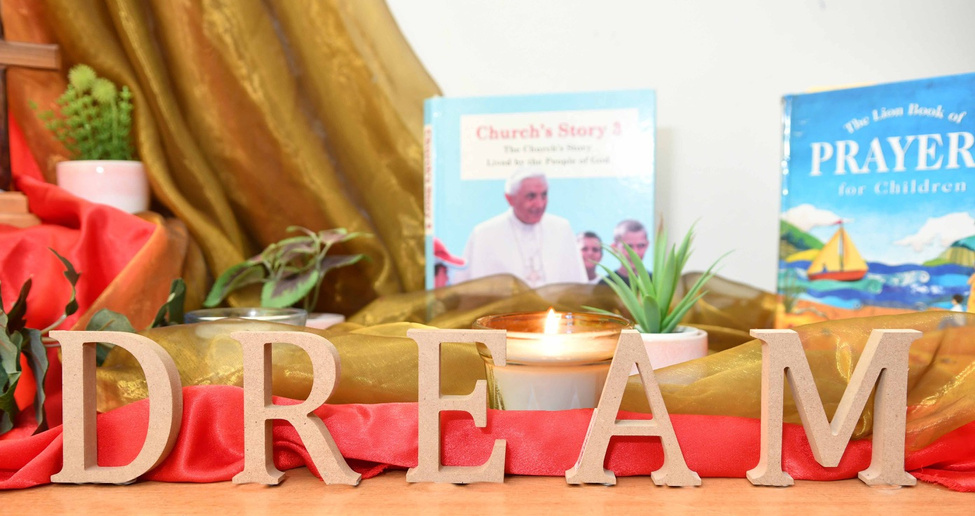 Church's Story 3
The Church's Story
Lived by the People of God
The Lion Book of
PRAYER
for Children
DREAM